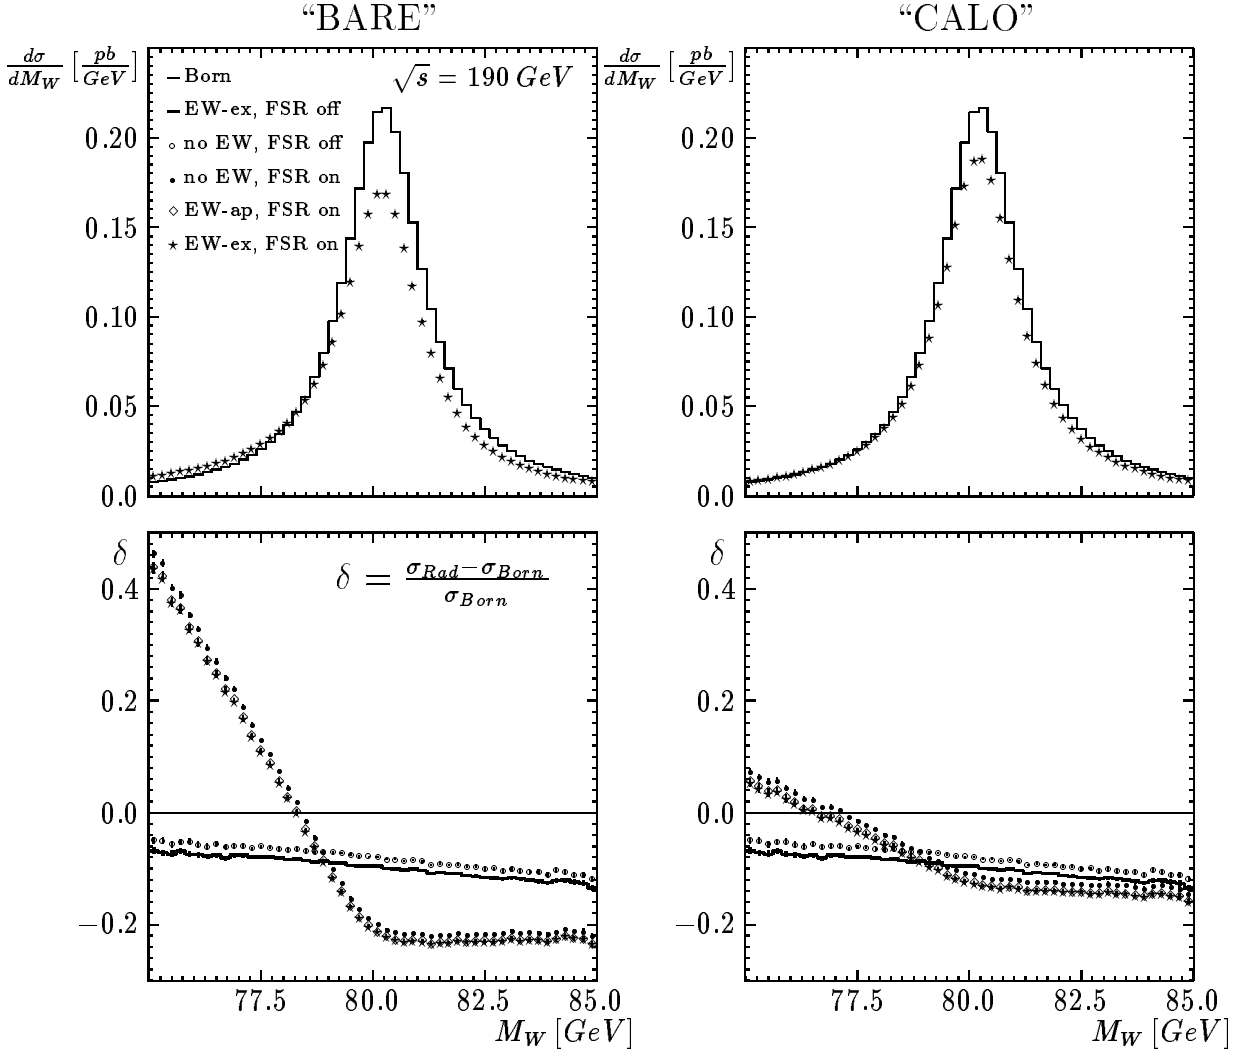 “BARE”
dσ/dM_W [pb/GeV]
√s = 190 GeV
Born
EW-ex, FSR off
no EW, FSR off
no EW, FSR on
EW-ap, FSR on
EW-ex, FSR on
0.20
0.15
0.10
0.05
0.0
“CALO”
dσ/dM_W [pb/GeV]
0.20
0.15
0.10
0.05
0.0
δ
δ = (σ_Rad−σ_Born)/σ_Born
0.4
0.2
0.0
−0.2
77.5 80.0 82.5 85.0
M_W [GeV]
δ
0.4
0.2
0.0
−0.2
77.5 80.0 82.5 85.0
M_W [GeV]